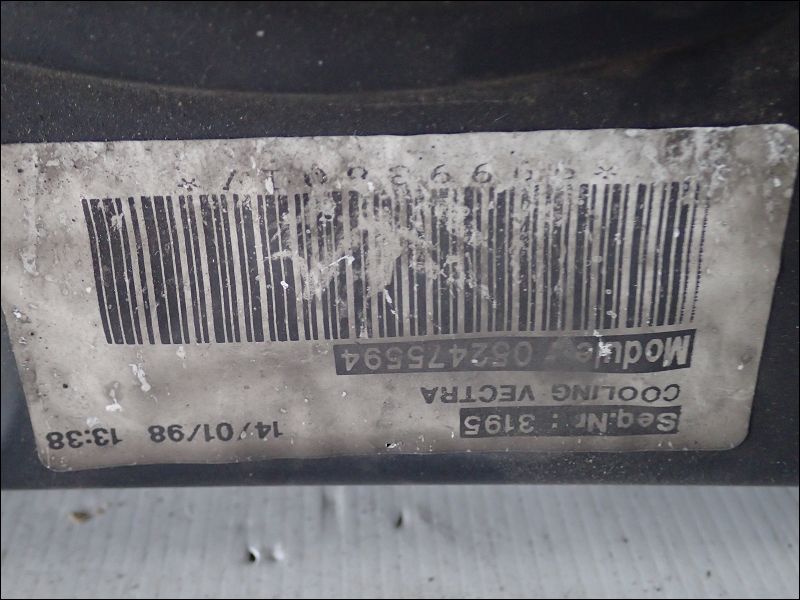 Seq.Nr : 3195 14/01/98 13:38
COOLING VECTRA
Module: 052475594